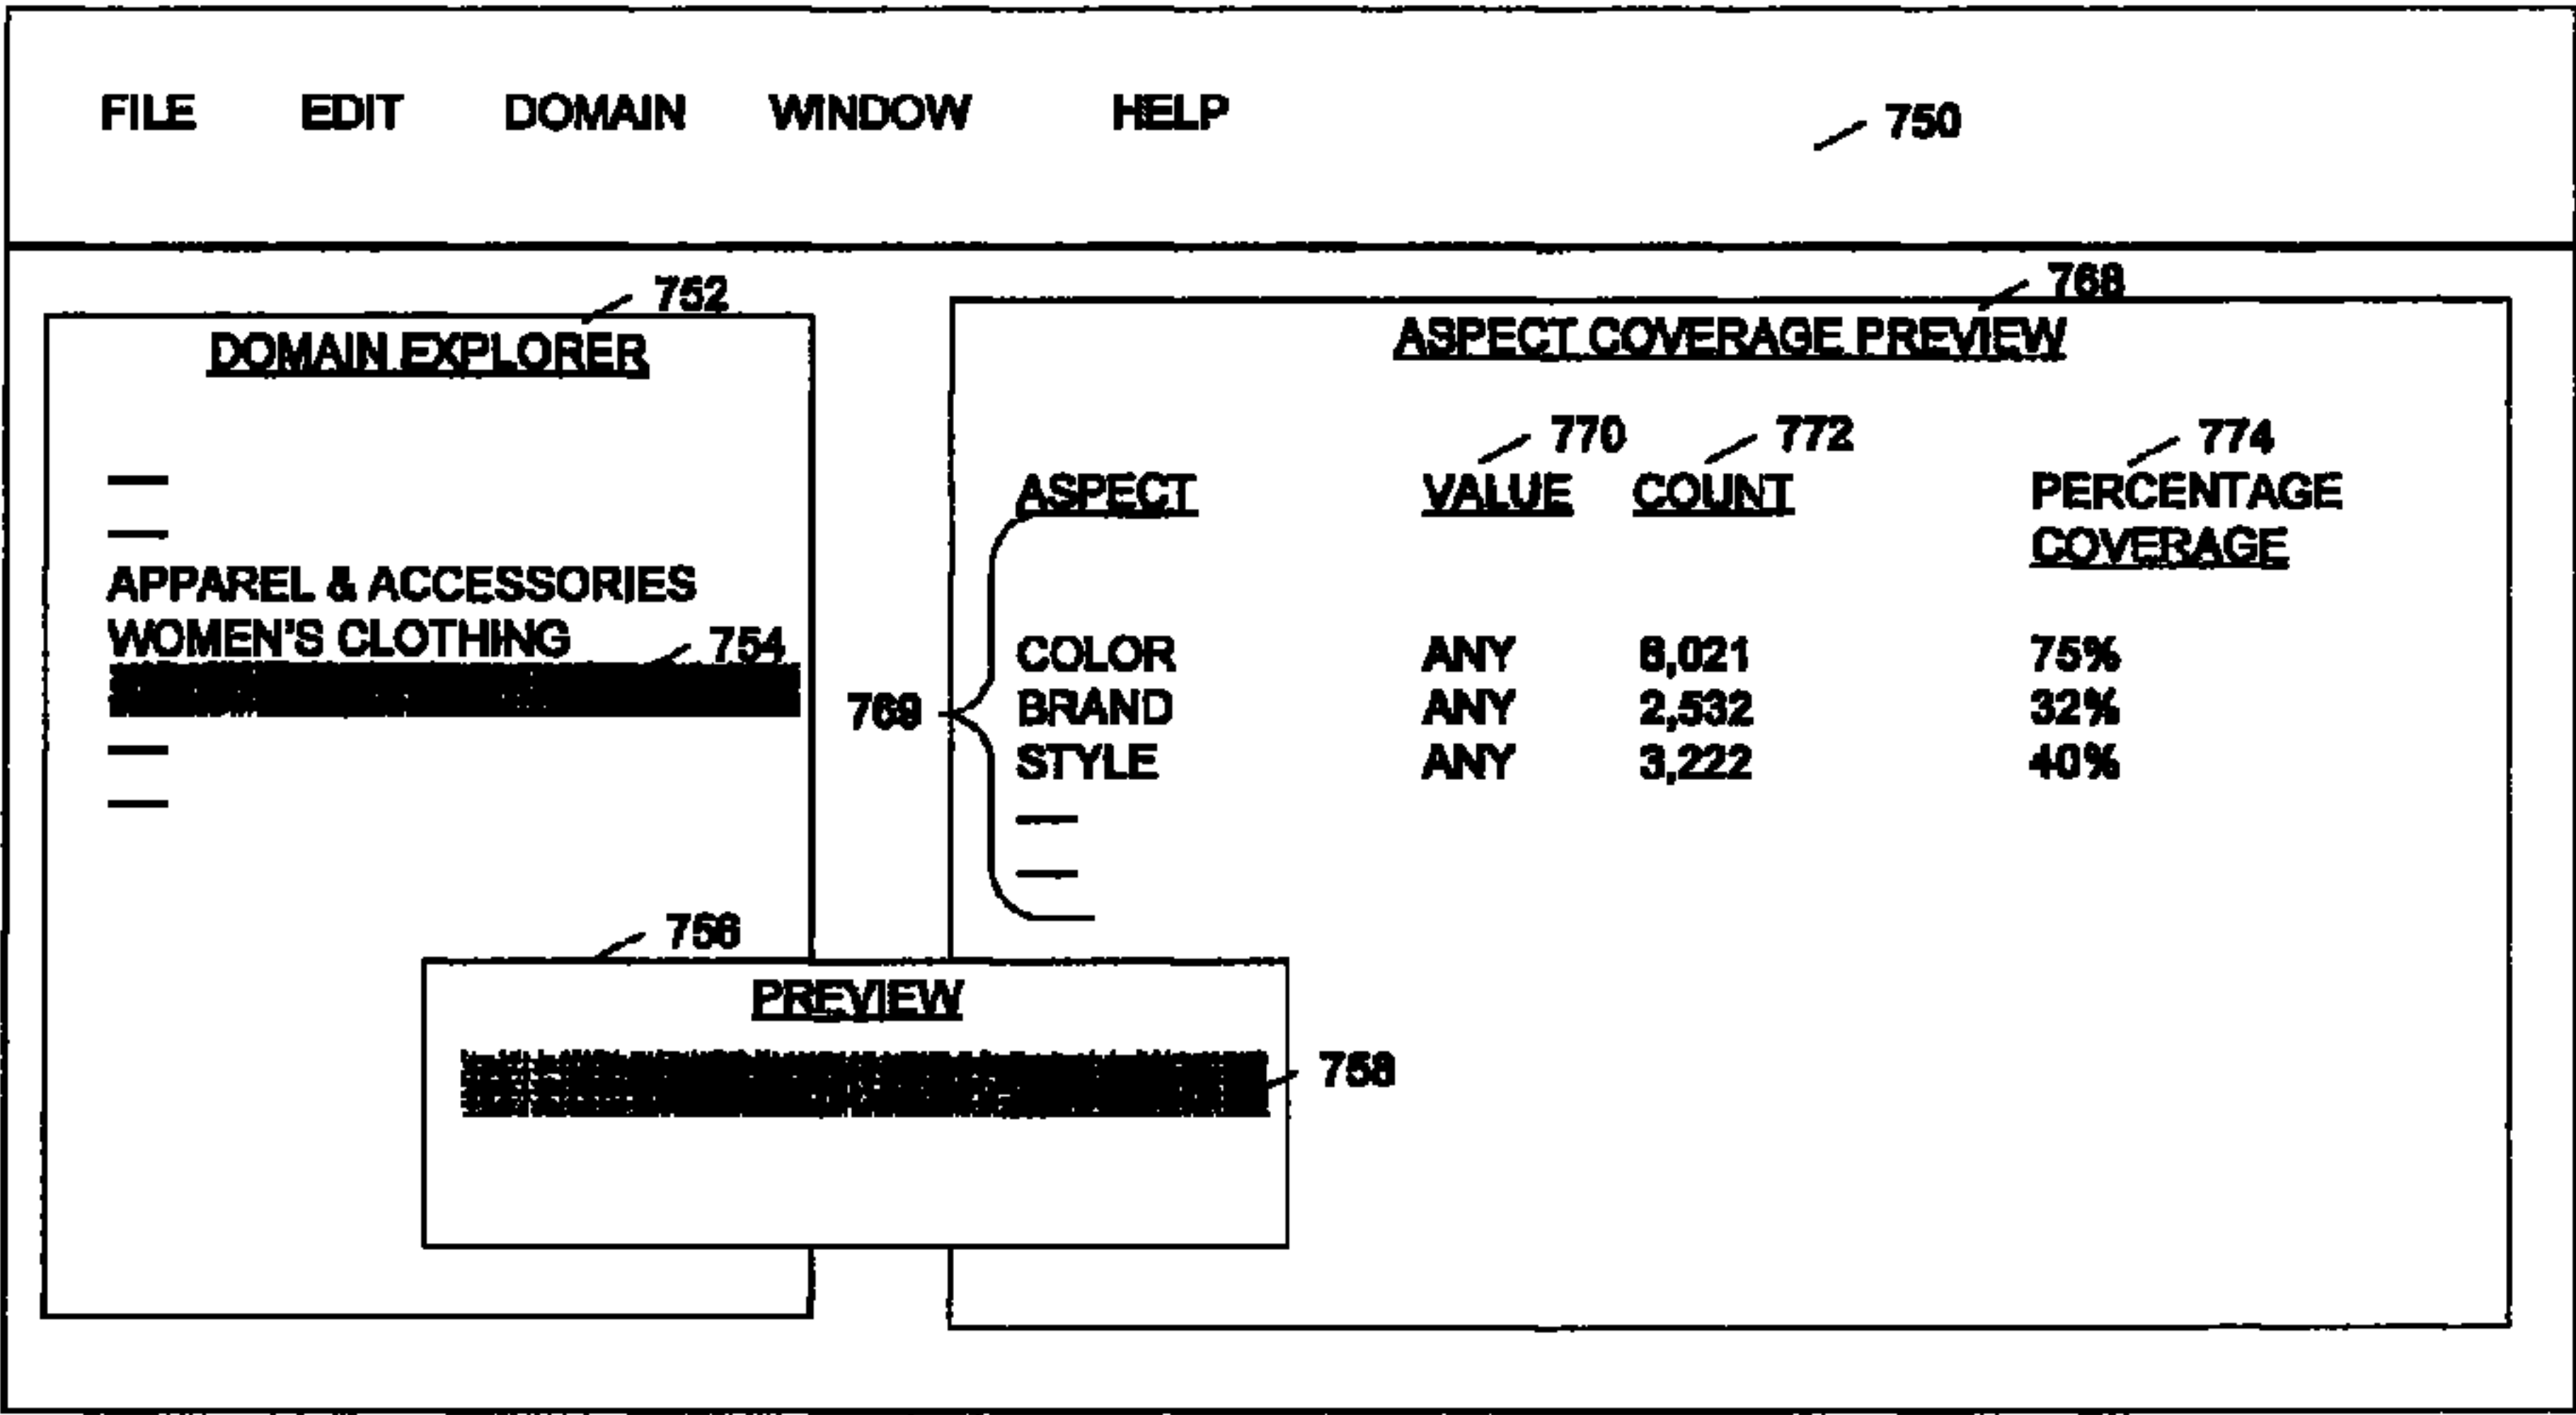 FILE EDIT DOMAIN WINDOW HELP
750
752
768
DOMAIN EXPLORER
ASPECT COVERAGE PREVIEW
770 772 774
ASPECT VALUE COUNT PERCENTAGE
COVERAGE
APPAREL & ACCESSORIES
WOMEN'S CLOTHING
754
COLOR ANY 6,021 75%
769
BRAND ANY 2,532 32%
STYLE ANY 3,222 40%
756
PREVIEW
758